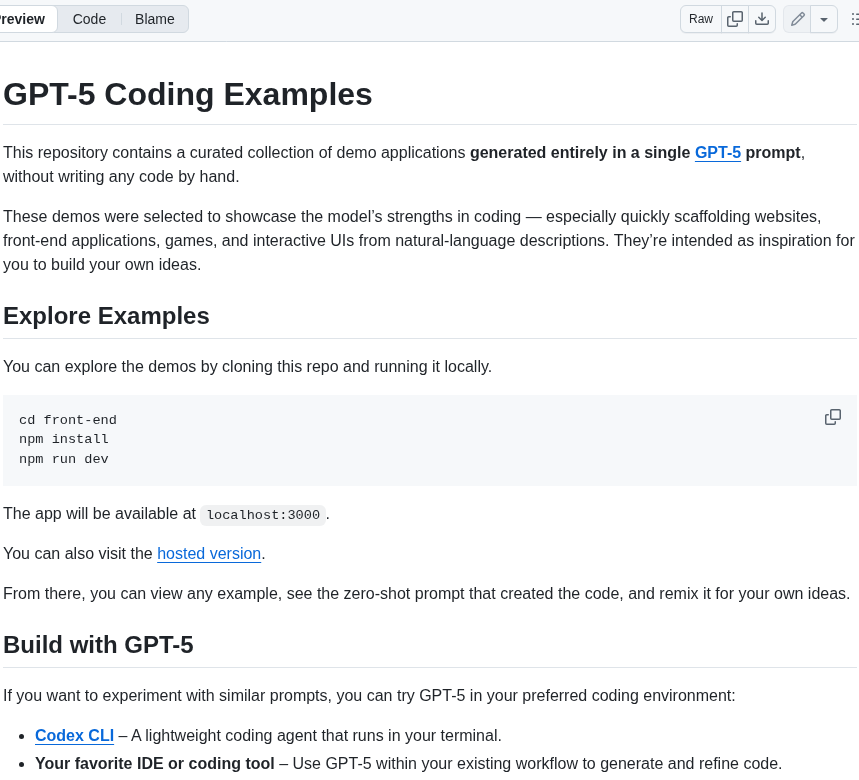 Preview Code Blame Raw
GPT-5 Coding Examples
This repository contains a curated collection of demo applications generated entirely in a single GPT-5 prompt,
without writing any code by hand.
These demos were selected to showcase the model’s strengths in coding — especially quickly scaffolding websites,
front-end applications, games, and interactive UIs from natural-language descriptions. They’re intended as inspiration for
you to build your own ideas.
Explore Examples
You can explore the demos by cloning this repo and running it locally.
cd front-end
npm install
npm run dev
The app will be available at localhost:3000.
You can also visit the hosted version.
From there, you can view any example, see the zero-shot prompt that created the code, and remix it for your own ideas.
Build with GPT-5
If you want to experiment with similar prompts, you can try GPT-5 in your preferred coding environment:
• Codex CLI – A lightweight coding agent that runs in your terminal.
• Your favorite IDE or coding tool – Use GPT-5 within your existing workflow to generate and refine code.